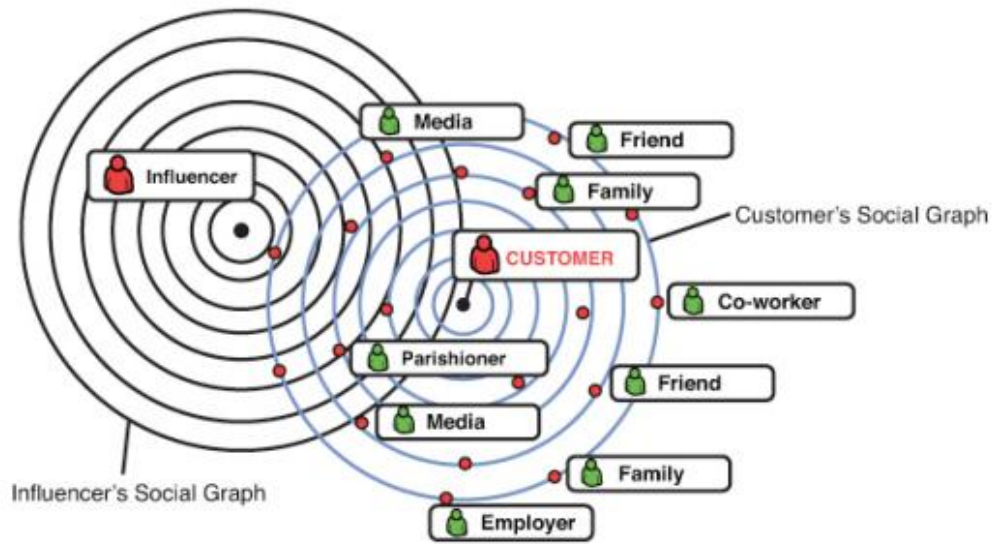 Media
Friend
Influencer
Family
Customer's Social Graph
CUSTOMER
Co-worker
Parishioner
Friend
Media
Family
Influencer's Social Graph
Employer